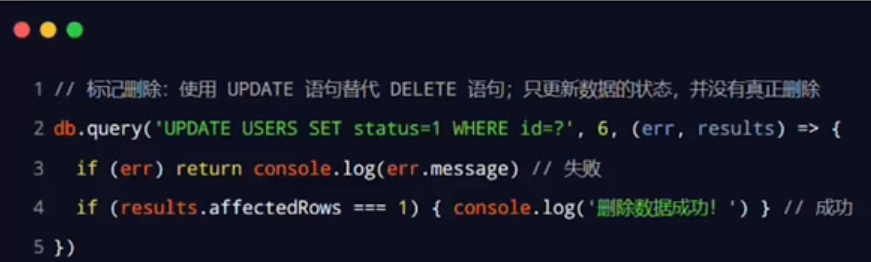 1 // 标记删除：使用 UPDATE 语句替代 DELETE 语句；只更新数据的状态，并没有真正删除
2 db.query('UPDATE USERS SET status=1 WHERE id=?', 6, (err, results) => {
3   if (err) return console.log(err.message) // 失败
4   if (results.affectedRows === 1) { console.log('删除数据成功！') } // 成功
5 })